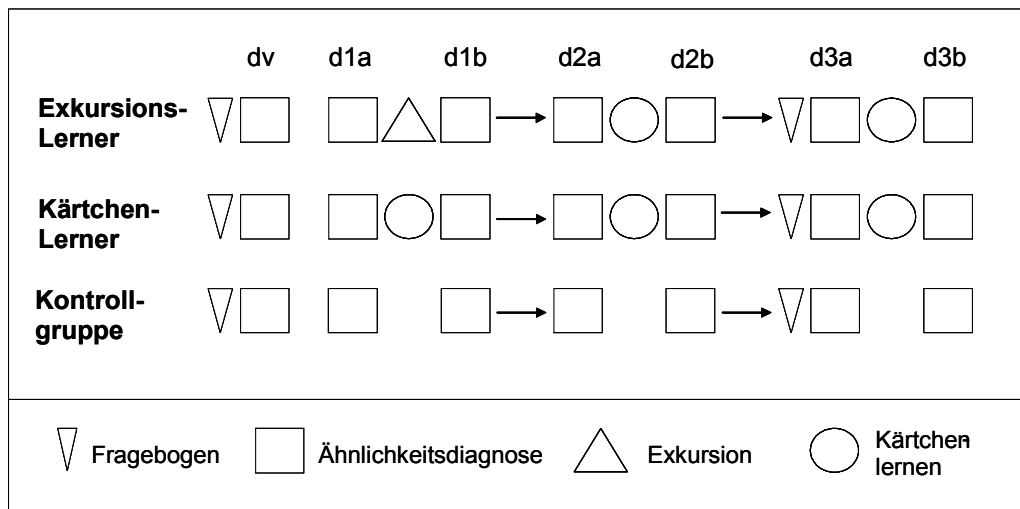 dv d1a d1b d2a d2b d3a d3b
Exkursions-
Lerner
Kärtchen-
Lerner
Kontroll-
gruppe
Fragebogen
Ähnlichkeitsdiagnose
Exkursion
Kärtchen-
lernen